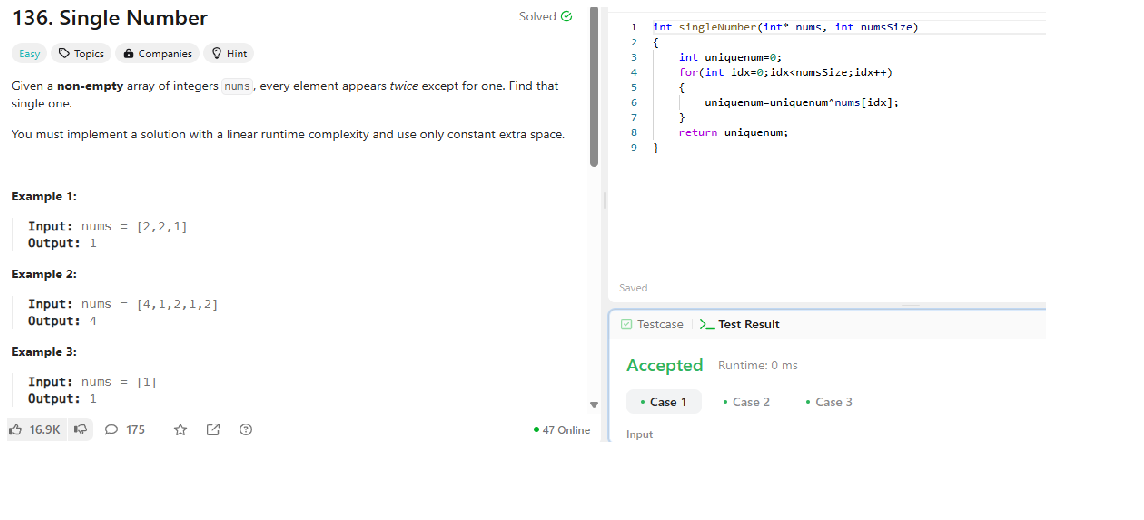 136. Single Number
Solved
Easy Topics Companies Hint
Given a non-empty array of integers nums, every element appears twice except for one. Find that
single one.
You must implement a solution with a linear runtime complexity and use only constant extra space.
Example 1:
Input: nums = [2,2,1]
Output: 1
Example 2:
Input: nums = [4,1,2,1,2]
Output: 4
Example 3:
Input: nums = [1]
Output: 1
16.9K 175 47 Online
1 int singleNumber(int* nums, int numsSize)
2 {
3 int uniquenum=0;
4 for(int idx=0;idx<numsSize;idx++)
5 {
6 uniquenum=uniquenum^nums[idx];
7 }
8 return uniquenum;
9 }
Saved
Testcase Test Result
Accepted Runtime: 0 ms
Case 1 Case 2 Case 3
Input